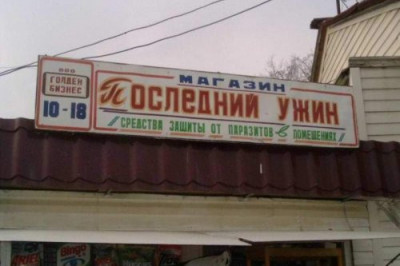 ООО
ГОЛДЕН
БИЗНЕС
10-18
МАГАЗИН
ПОСЛЕДНИЙ УЖИН
СРЕДСТВА ЗАЩИТЫ ОТ ПАРАЗИТОВ В ПОМЕЩЕНИЯХ